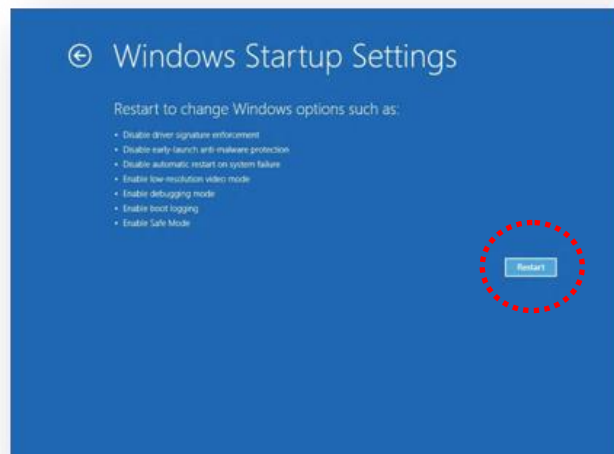 Windows Startup Settings
Restart to change Windows options such as:
• Disable driver signature enforcement
• Disable early-launch anti-malware protection
• Disable automatic restart on system failure
• Enable low-resolution video mode
• Enable debugging mode
• Enable boot logging
• Enable Safe Mode
Restart